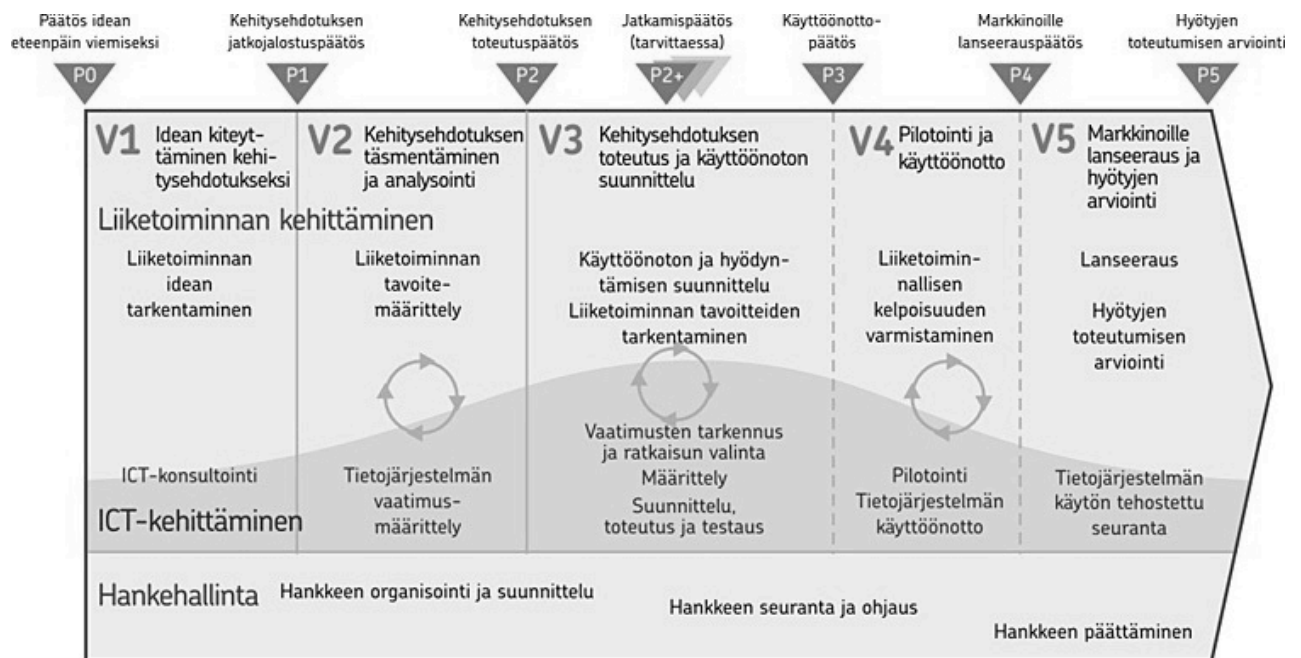 Päätös idean
eteenpäin viemiseksi
Kehitysehdotuksen
jatkojalostuspäätös
Kehitysehdotuksen
toteutuspäätös
Jatkamispäätös
(tarvittaessa)
Käyttöönotto-
päätös
Markkinoille
lanseerauspäätös
Hyötyjen
toteutumisen arviointi
P0
P1
P2
P2+
P3
P4
P5
V1 Idean kiteyt-
täminen kehi-
tysehdotukseksi
V2 Kehitysehdotuksen
täsmentäminen
ja analysointi
V3 Kehitysehdotuksen
toteutus ja käyttöönoton
suunnittelu
V4 Pilotointi ja
käyttöönotto
V5 Markkinoille
lanseeraus ja
hyötyjen
arviointi
Liiketoiminnan kehittäminen
Liiketoiminnan
idean
tarkentaminen
Liiketoiminnan
tavoite-
määrittely
Käyttöönoton ja hyödyn-
tämisen suunnittelu
Liiketoiminnan tavoitteiden
tarkentaminen
Liiketoimin-
nallisen
kelpoisuuden
varmistaminen
Lanseeraus
Hyötyjen
toteutumisen
arviointi
ICT-kehittäminen
ICT-konsultointi
Tietojärjestelmän
vaatimus-
määrittely
Vaatimusten tarkennus
ja ratkaisun valinta
Määrittely
Suunnittelu,
toteutus ja testaus
Pilotointi
Tietojärjestelmän
käyttöönotto
Tietojärjestelmän
käytön tehostettu
seuranta
Hankehallinta
Hankkeen organisointi ja suunnittelu
Hankkeen seuranta ja ohjaus
Hankkeen päättäminen